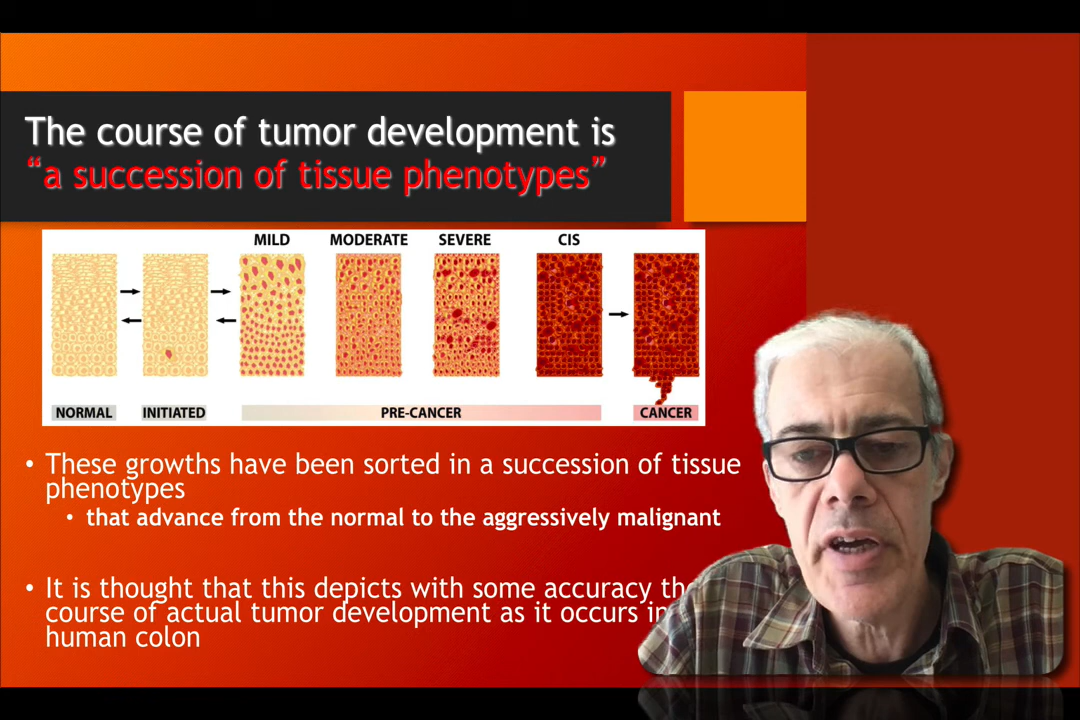 The course of tumor development is
“a succession of tissue phenotypes”
MILD MODERATE SEVERE CIS
NORMAL INITIATED PRE-CANCER CANCER
• These growths have been sorted in a succession of tissue
phenotypes
• that advance from the normal to the aggressively malignant
• It is thought that this depicts with some accuracy
course of actual tumor development as it occurs
human colon